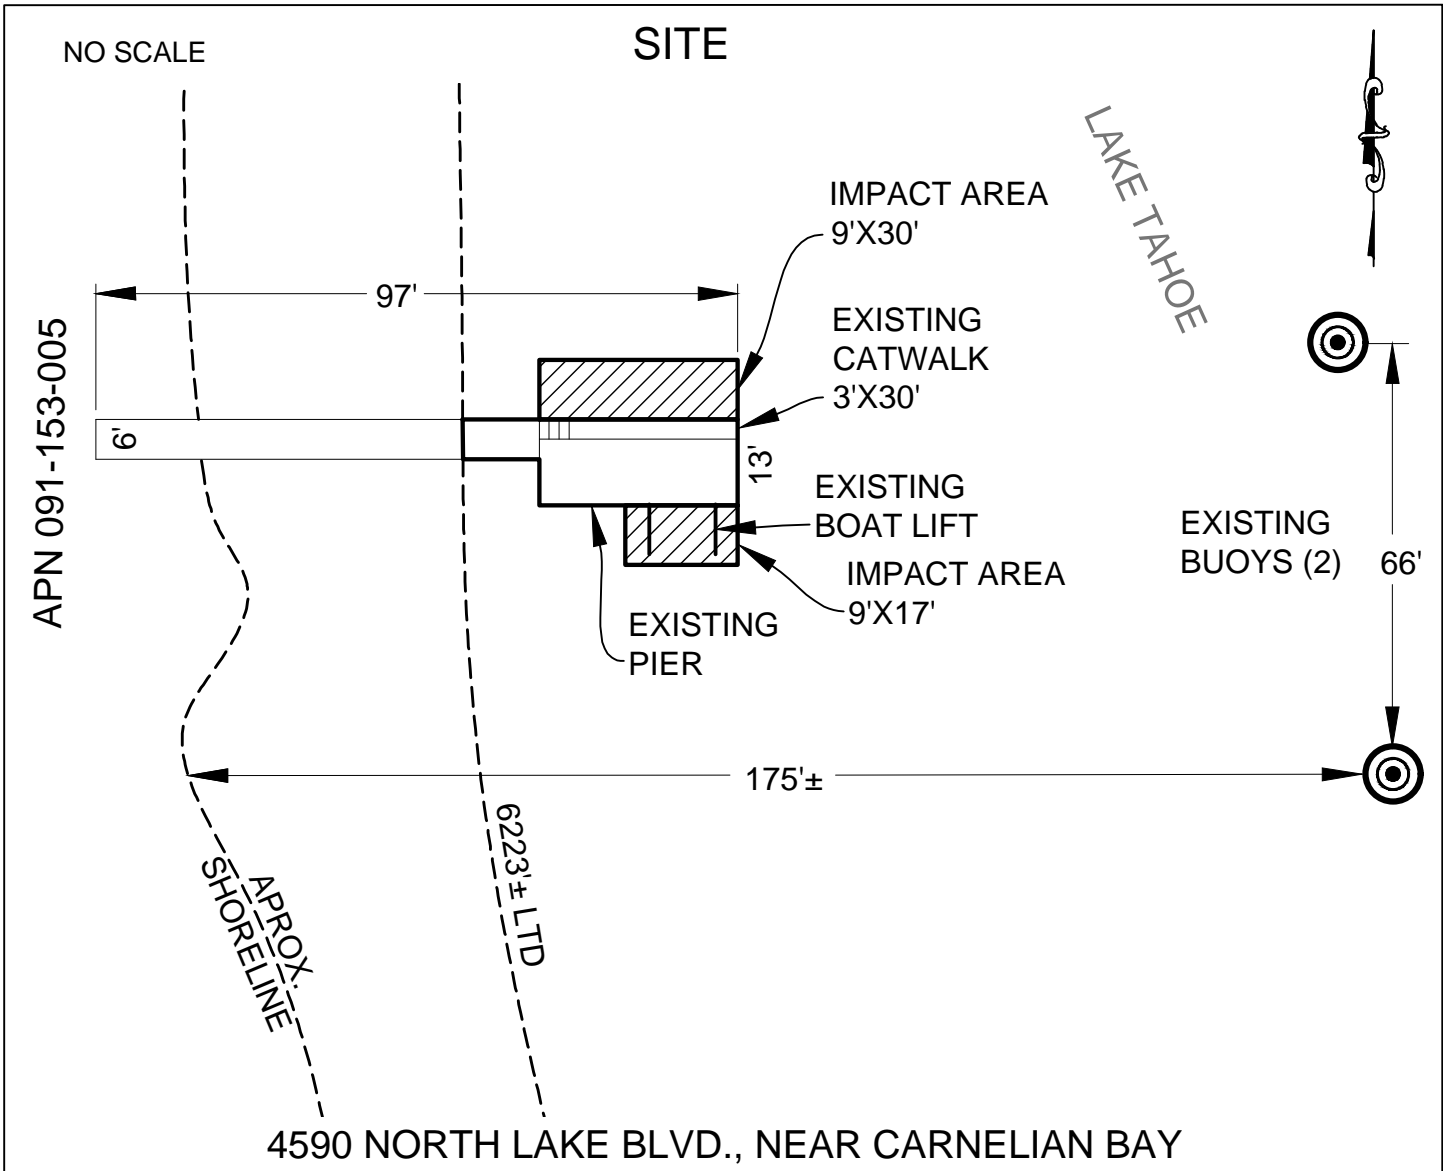 NO SCALE
SITE
LAKE TAHOE
IMPACT AREA
9'X30'
97'
EXISTING
CATWALK
3'X30'
APN 091-153-005
6'
13'
EXISTING
BOAT LIFT
EXISTING
BUOYS (2)
66'
IMPACT AREA
9'X17'
EXISTING
PIER
175'±
6223'± LTD
APROX.
SHORELINE
4590 NORTH LAKE BLVD., NEAR CARNELIAN BAY